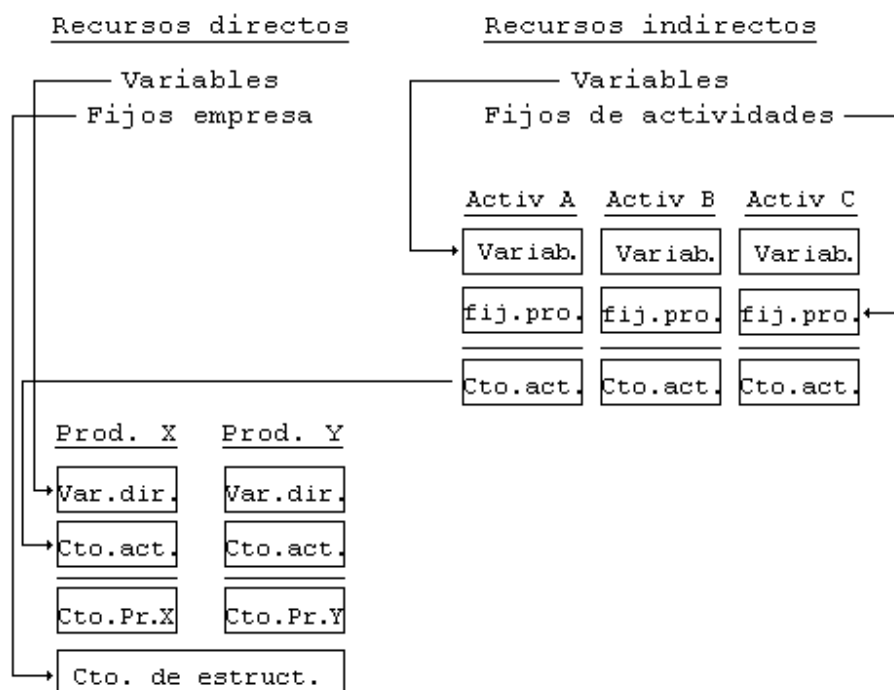 Recursos directos Recursos indirectos
Variables Variables
Fijos empresa Fijos de actividades
Activ A Activ B Activ C
Variab. Variab. Variab.
fij.pro. fij.pro. fij.pro.
Cto.act. Cto.act. Cto.act.
Prod. X Prod. Y
Var.dir. Var.dir.
Cto.act. Cto.act.
Cto.Pr.X Cto.Pr.Y
Cto. de estruct.